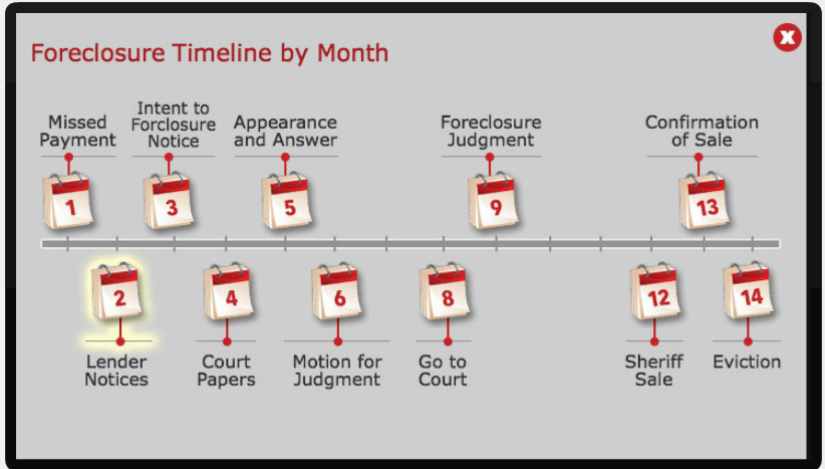 Foreclosure Timeline by Month
X
Missed
Payment
Intent to
Forclosure
Notice
Appearance
and Answer
Foreclosure
Judgment
Confirmation
of Sale
1
3
5
9
13
2
4
6
8
12
14
Lender
Notices
Court
Papers
Motion for
Judgment
Go to
Court
Sheriff
Sale
Eviction